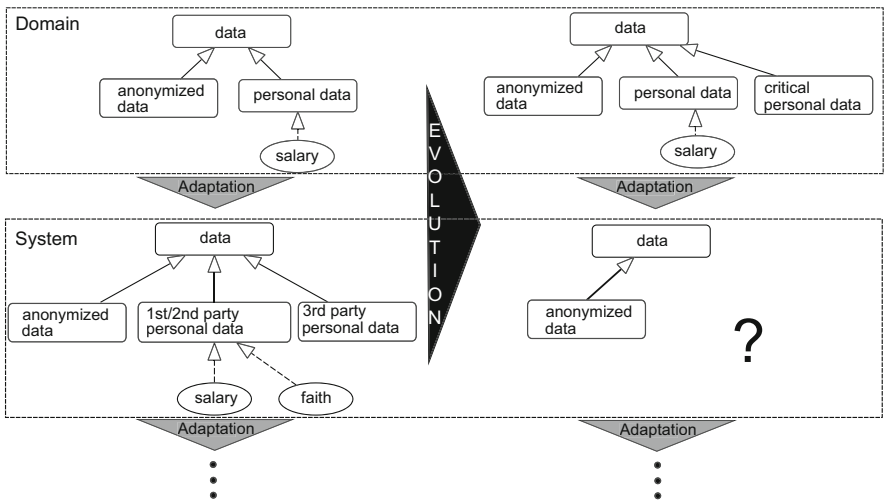 Domain
data
anonymized
data
personal data
salary
Adaptation
data
anonymized
data
personal data
critical
personal data
salary
Adaptation
EVOLUTION
System
data
anonymized
data
1st/2nd party
personal data
3rd party
personal data
salary
faith
Adaptation
data
anonymized
data
?
Adaptation